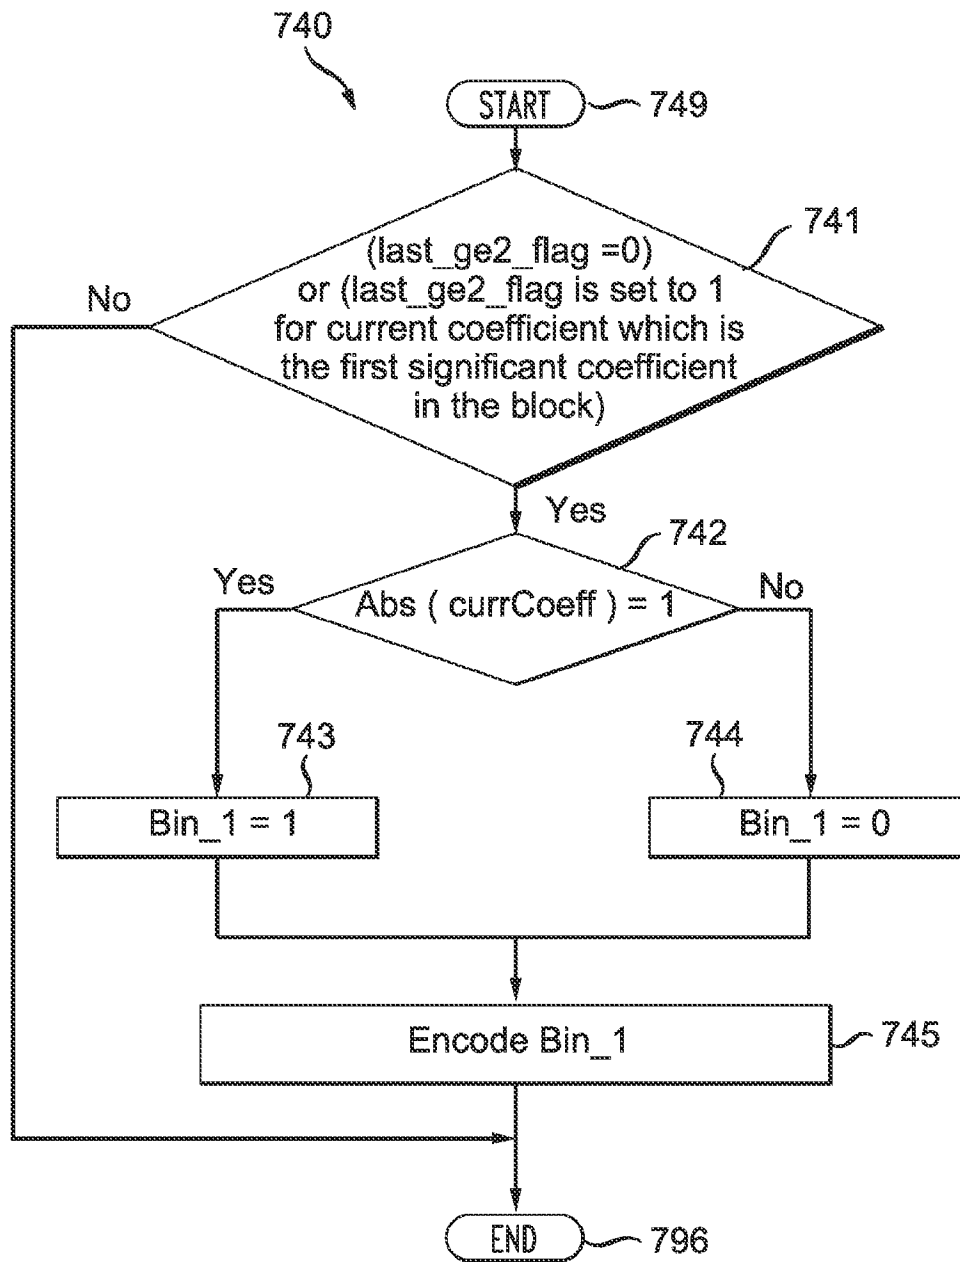 740
START
749
741
(last_ge2_flag =0)
or (last_ge2_flag is set to 1
for current coefficient which is
the first significant coefficient
in the block)
No
Yes
742
Yes
Abs ( currCoeff ) = 1
No
743
744
Bin_1 = 1
Bin_1 = 0
Encode Bin_1
745
END
796